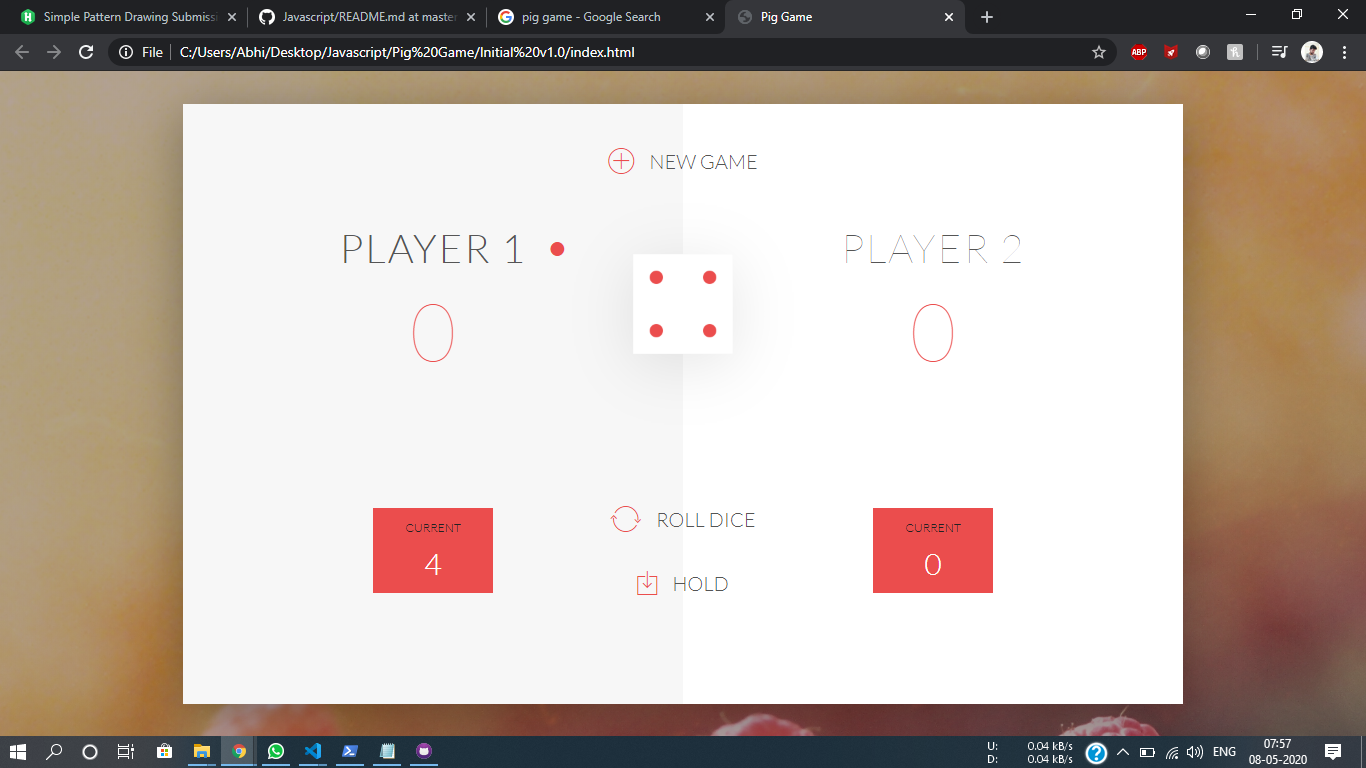 Simple Pattern Drawing Submiss
Javascript/README.md at master
pig game - Google Search
Pig Game
File
C:/Users/Abhi/Desktop/Javascript/Pig%20Game/Initial%20v1.0/index.html
ABP
NEW GAME
PLAYER 1
PLAYER 2
0
0
CURRENT
4
ROLL DICE
HOLD
CURRENT
0
U: 0.04 kB/s
D: 0.04 kB/s
ENG
07:57
08-05-2020